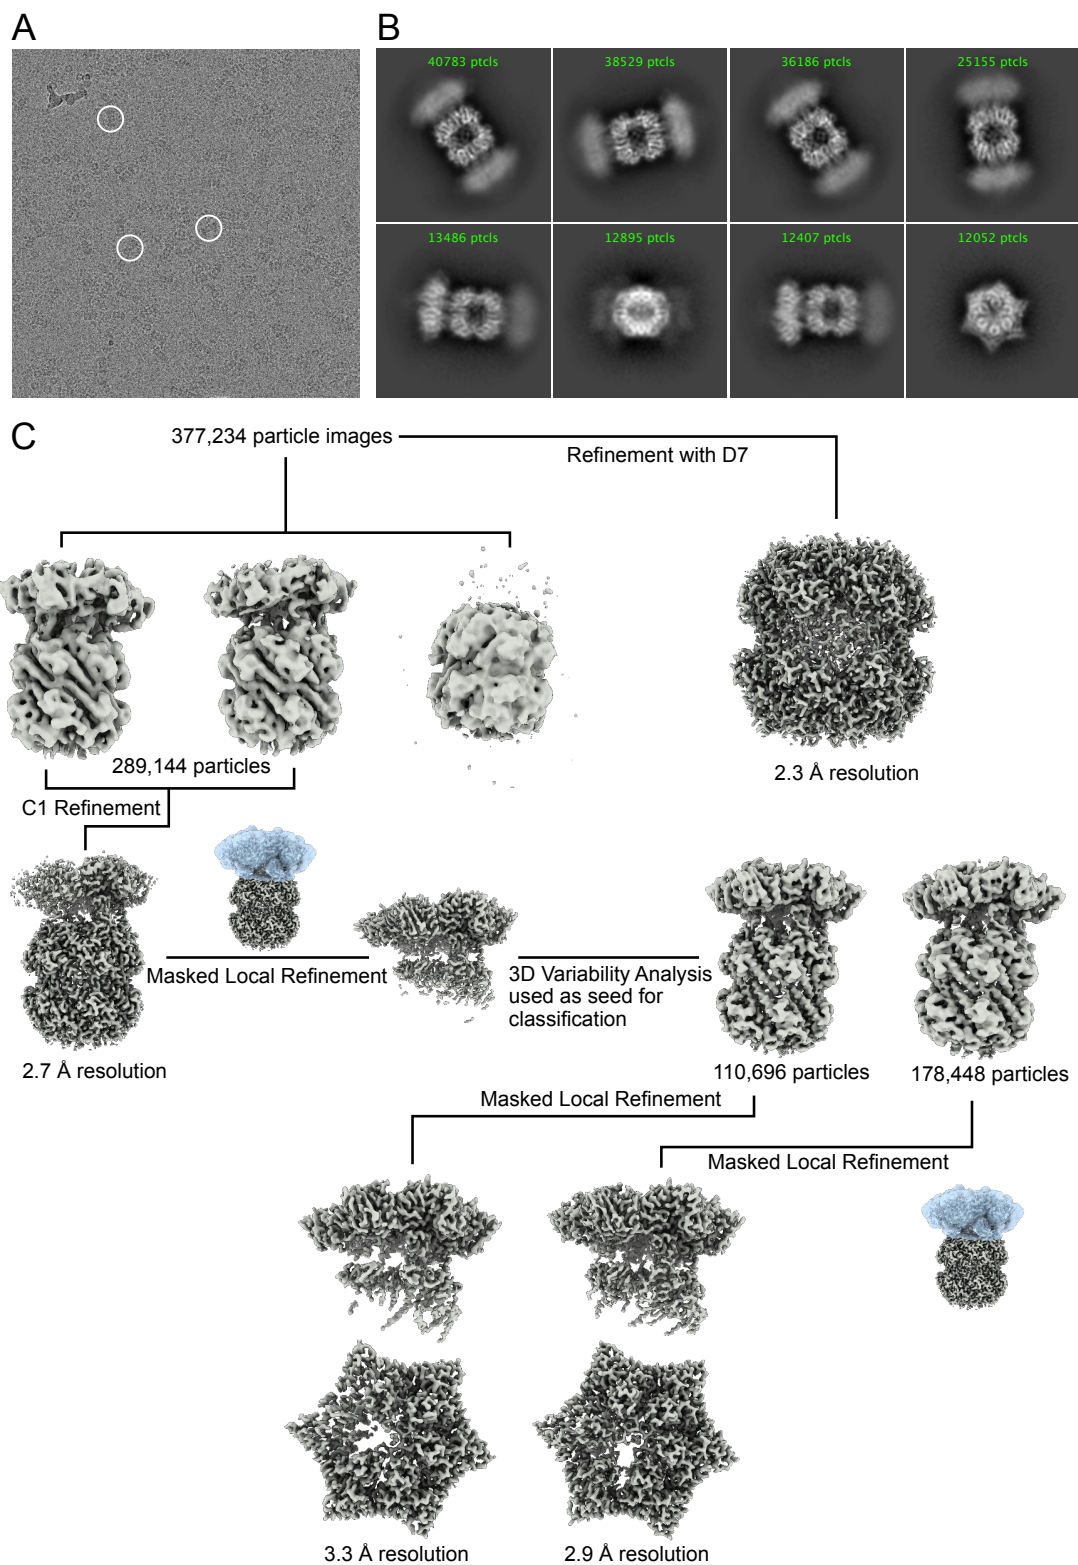 A
B
40783 ptcls
38529 ptcls
36186 ptcls
25155 ptcls
13486 ptcls
12895 ptcls
12407 ptcls
12052 ptcls
C
377,234 particle images
Refinement with D7
289,144 particles
2.3 Å resolution
C1 Refinement
Masked Local Refinement
3D Variability Analysis
used as seed for
classification
2.7 Å resolution
110,696 particles
178,448 particles
Masked Local Refinement
Masked Local Refinement
3.3 Å resolution
2.9 Å resolution